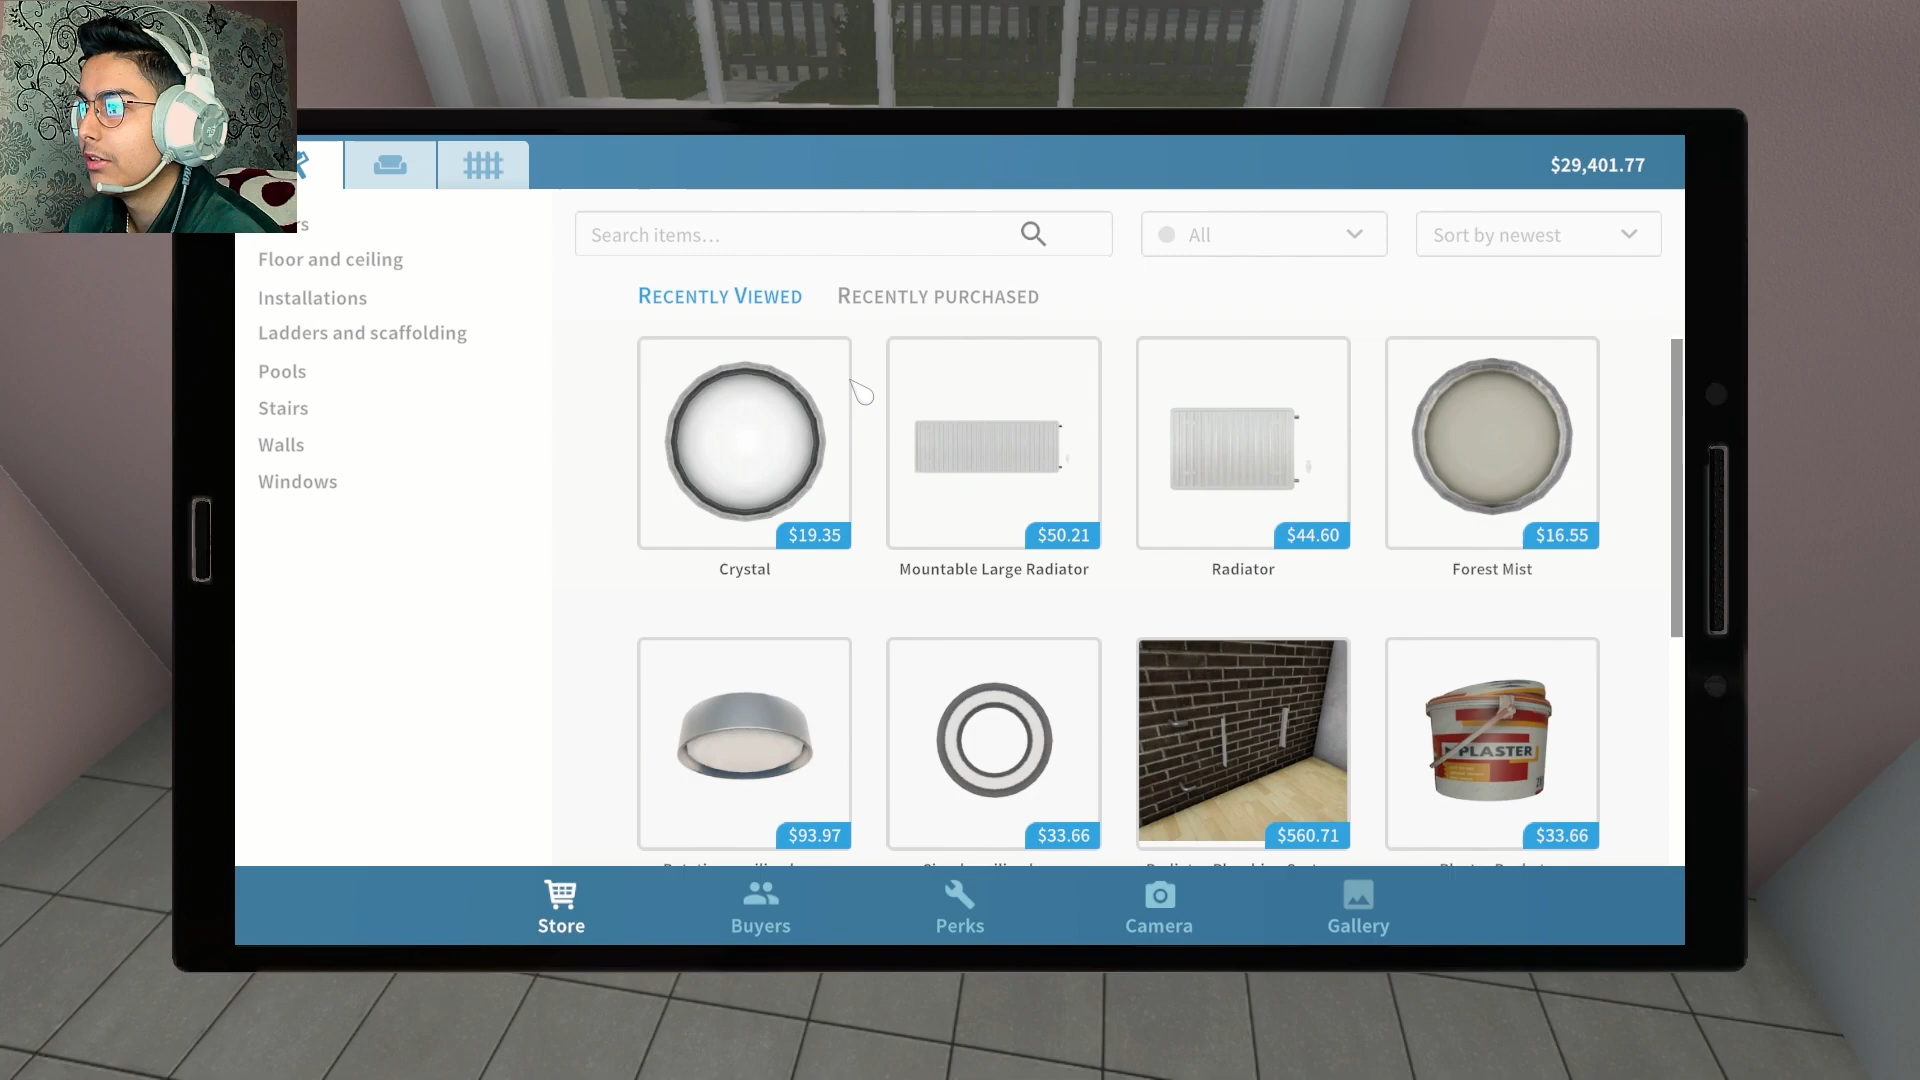 $29,401.77
Search items...
All
Sort by newest
Floor and ceiling
Installations
Ladders and scaffolding
Pools
Stairs
Walls
Windows
RECENTLY VIEWED
RECENTLY PURCHASED
$19.35
$50.21
$44.60
$16.55
Crystal
Mountable Large Radiator
Radiator
Forest Mist
PLASTER
$93.97
$33.66
$560.71
$33.66
Store
Buyers
Perks
Camera
Gallery